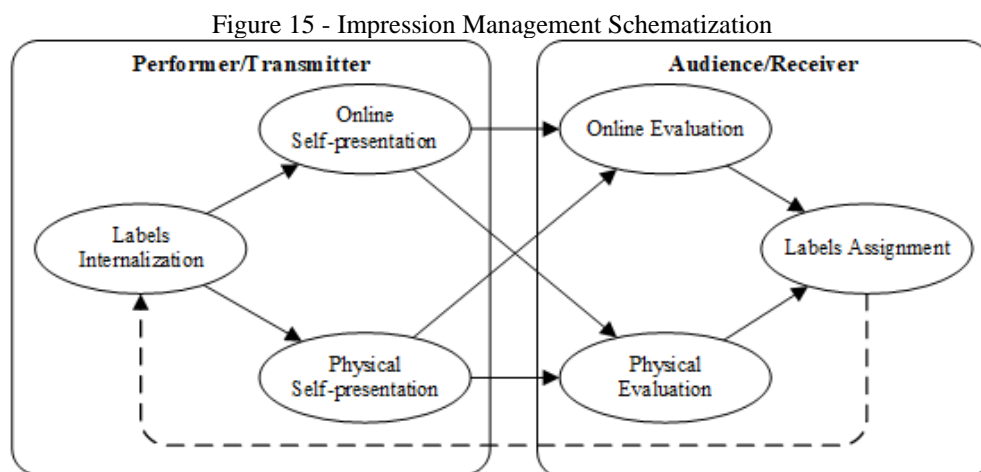 Figure 15 - Impression Management Schematization
Performer/Transmitter
Audience/Receiver
Online
Self-presentation
Online Evaluation
Labels
Internalization
Labels Assignment
Physical
Self-presentation
Physical
Evaluation